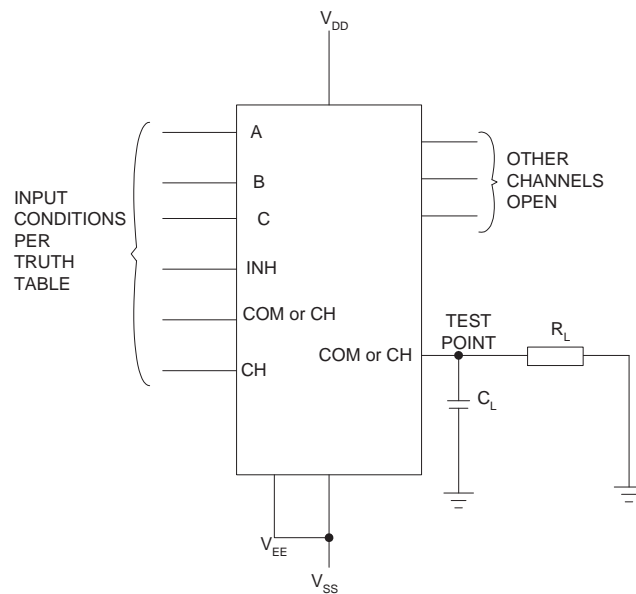 VDD
INPUT
CONDITIONS
PER
TRUTH
TABLE
A
B
C
INH
COM or CH
CH
OTHER
CHANNELS
OPEN
COM or CH
TEST
POINT
RL
CL
VEE
VSS